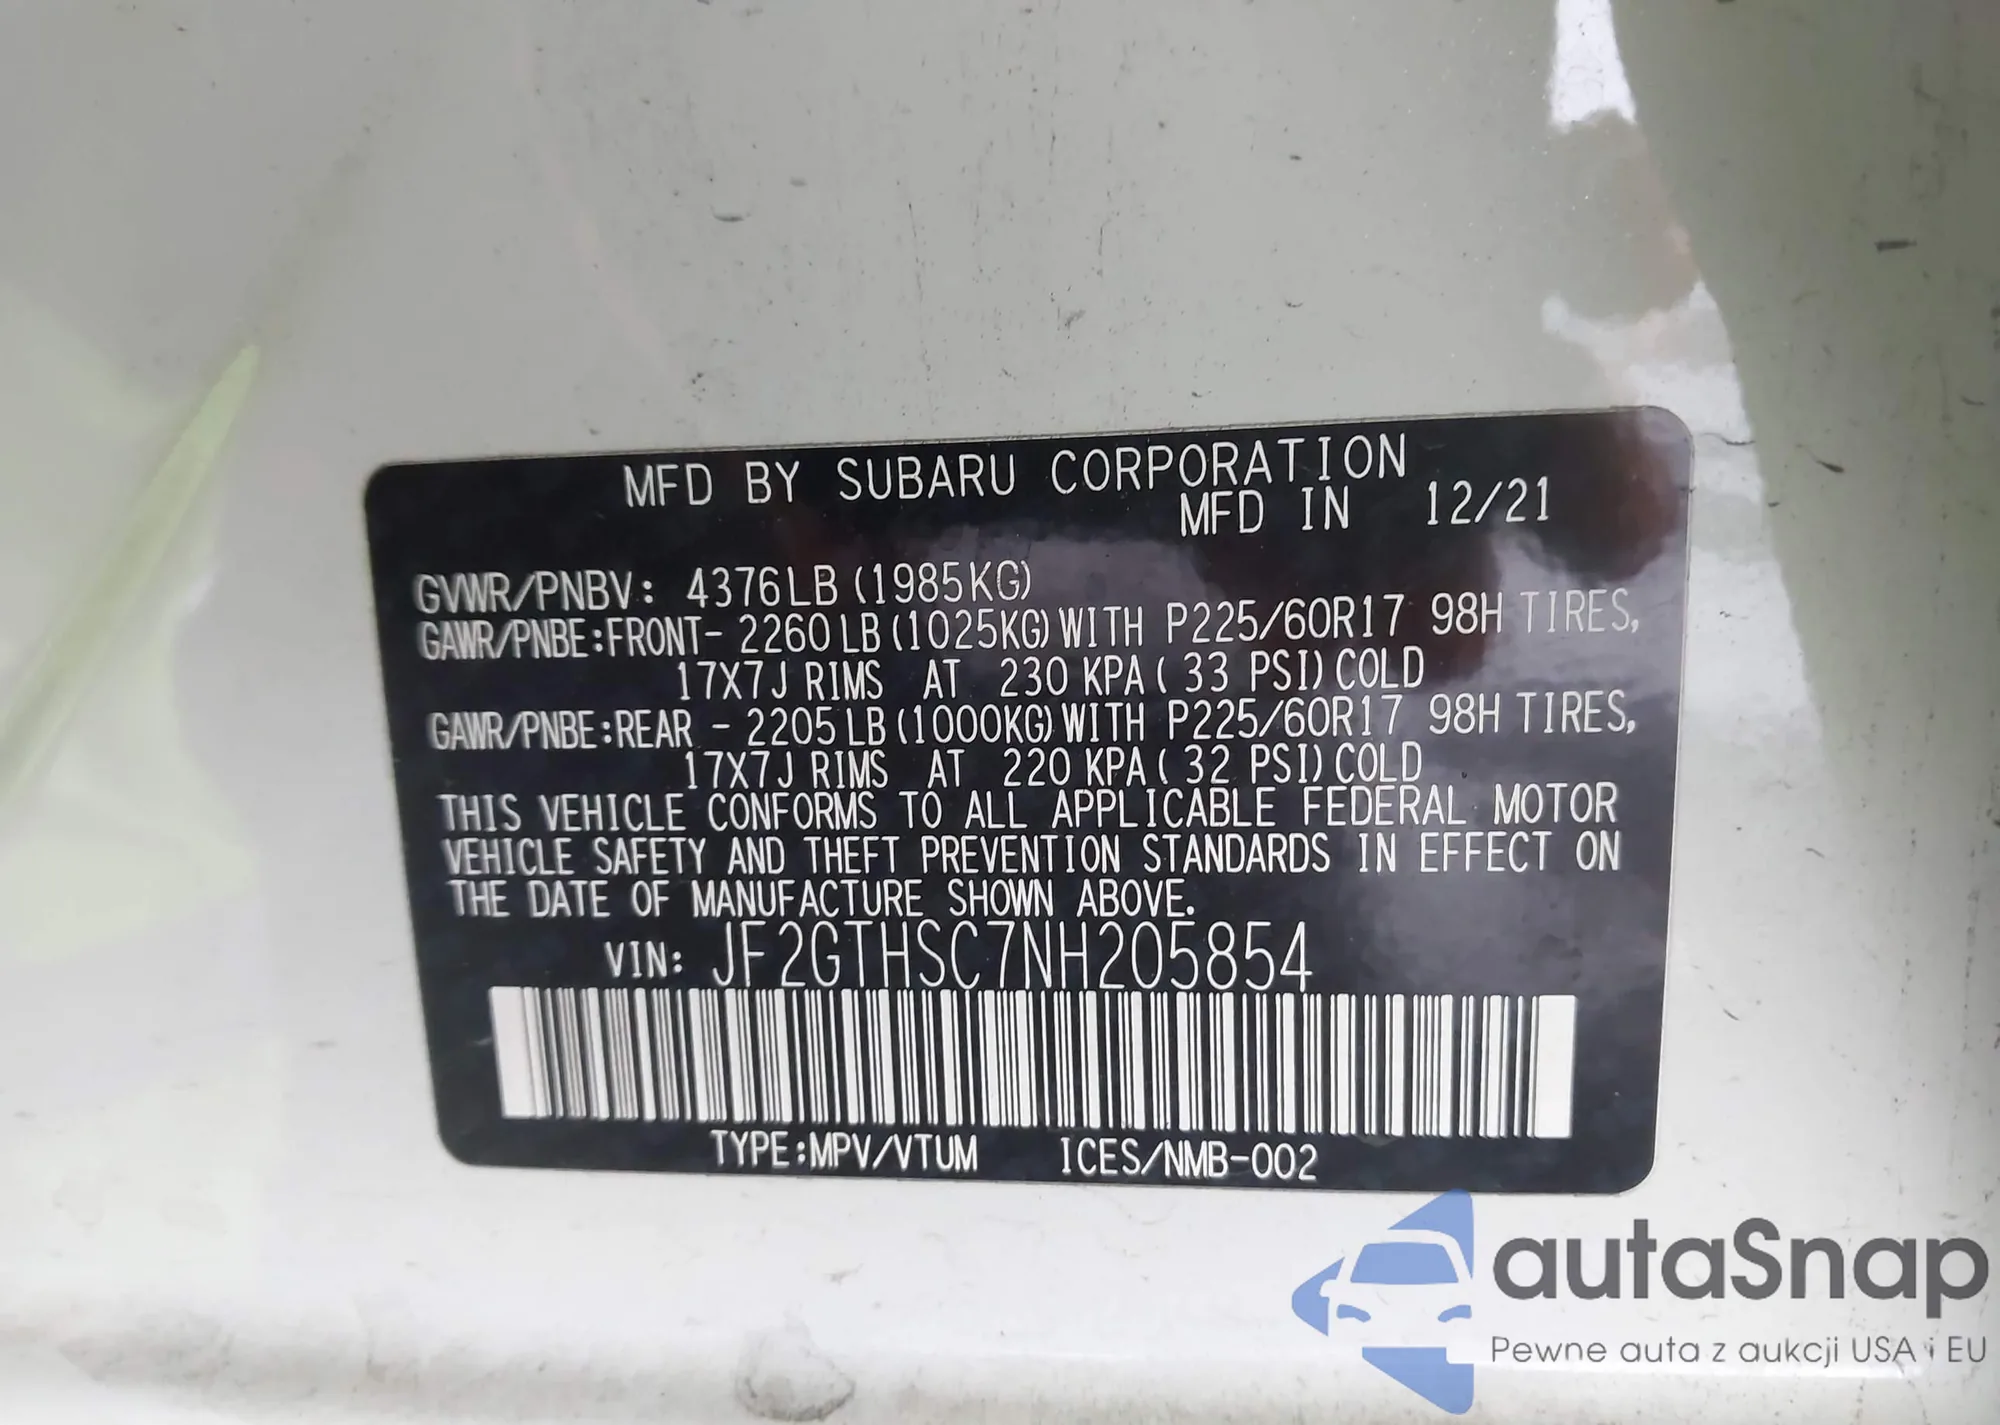 MFD BY SUBARU CORPORATION
MFD IN 12/21
GVWR/PNBV: 4376LB (1985KG)
GAWR/PNBE:FRONT- 2260LB (1025KG) WITH P225/60R17 98H TIRES,
17X7J RIMS AT 230 KPA ( 33 PSI) COLD
GAWR/PNBE:REAR - 2205LB (1000KG) WITH P225/60R17 98H TIRES,
17X7J RIMS AT 220 KPA ( 32 PSI) COLD
THIS VEHICLE CONFORMS TO ALL APPLICABLE FEDERAL MOTOR
VEHICLE SAFETY AND THEFT PREVENTION STANDARDS IN EFFECT ON
THE DATE OF MANUFACTURE SHOWN ABOVE.
VIN: JF2GTHSC7NH205854
TYPE:MPV/VTUM ICES/NMB-002
autaSnap
Pewne auta z aukcji USA i EU